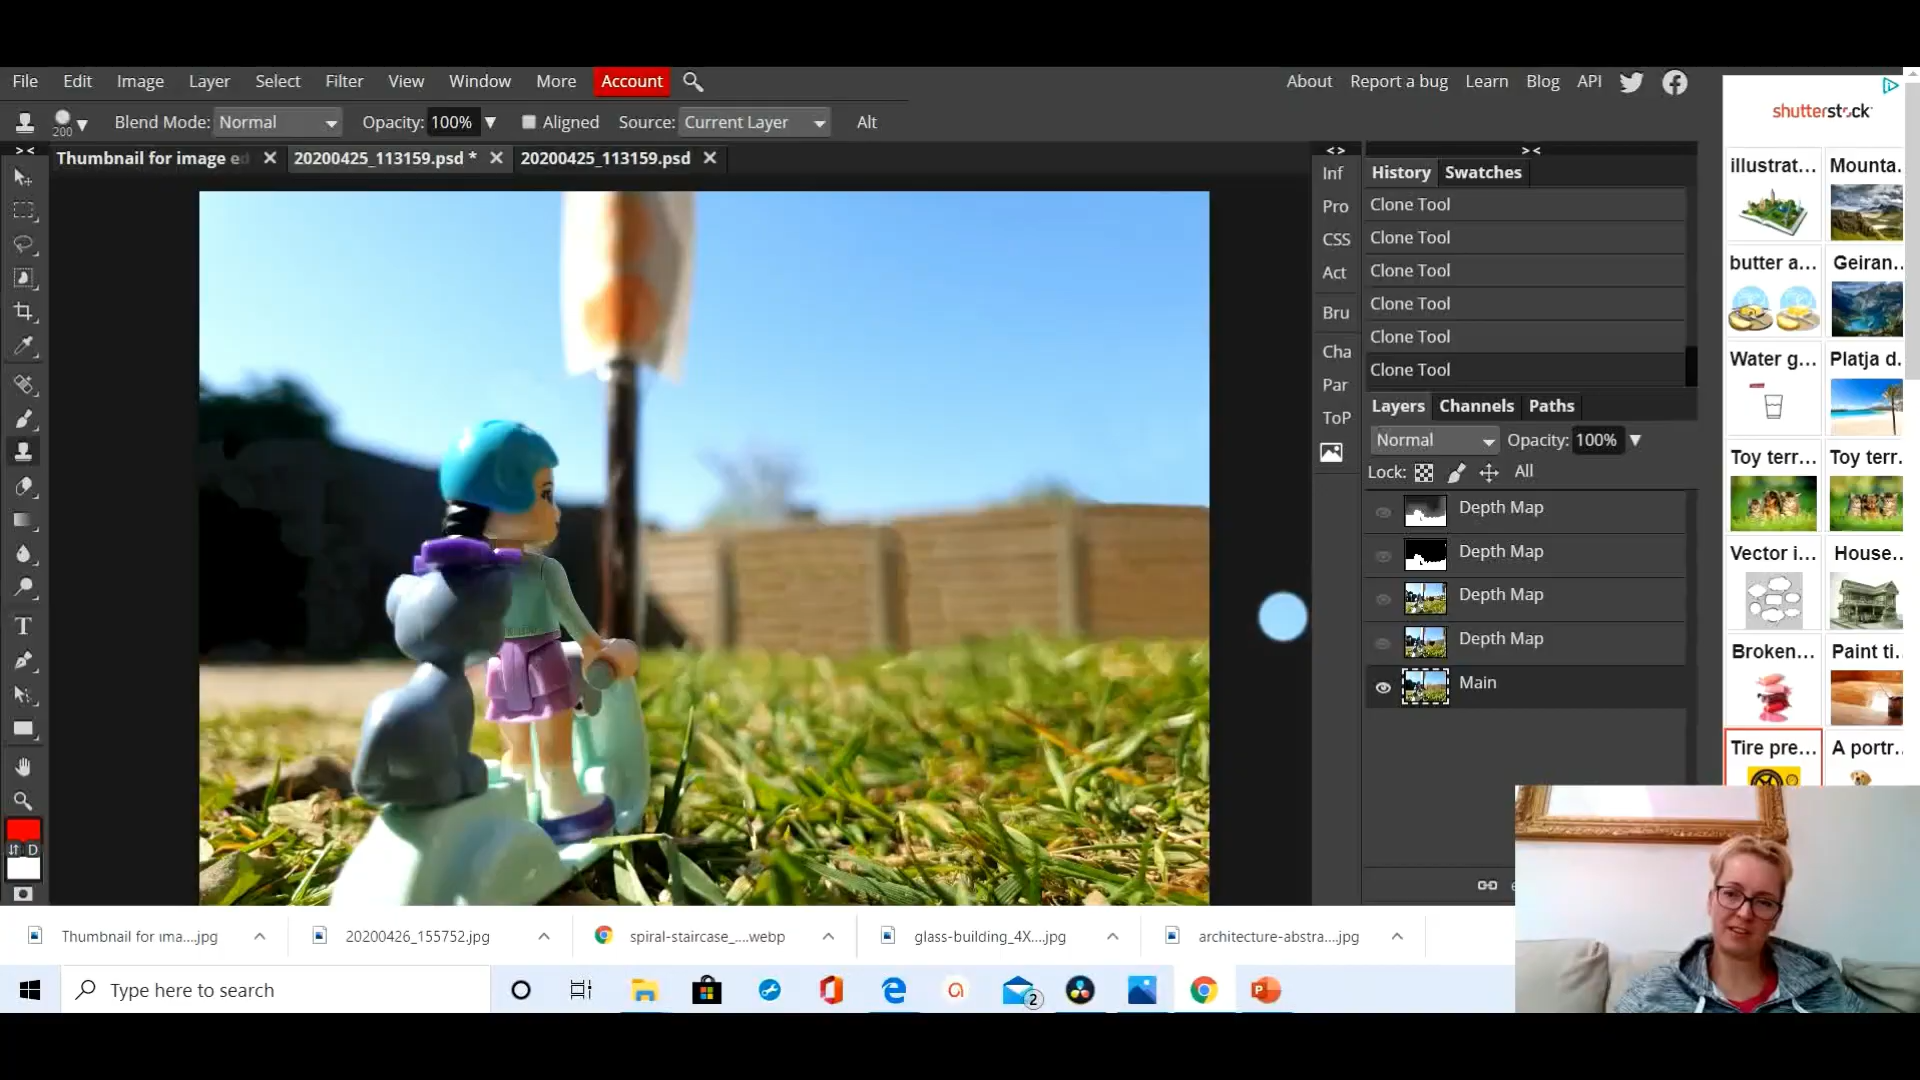 File Edit Image Layer Select Filter View Window More Account About Report a bug Learn Blog API
200 Blend Mode: Normal Opacity: 100% Aligned Source: Current Layer Alt
Thumbnail for image ed 20200425_113159.psd * 20200425_113159.psd
Inf
Pro
CSS
Act
Bru
Cha
Par
ToP
History Swatches
Clone Tool
Clone Tool
Clone Tool
Clone Tool
Clone Tool
Clone Tool
Layers Channels Paths
Normal Opacity: 100%
Lock: All
Depth Map
Depth Map
Depth Map
Depth Map
Main
T
D
shutterstock
illustrat... Mounta...
butter a... Geiran...
Water g... Platja d...
Toy terr... Toy terr...
Vector i... House...
Broken... Paint ti...
Tire pre... A portr...
Thumbnail for ima....jpg 20200426_155752.jpg spiral-staircase_....webp glass-building_4X....jpg architecture-abstra....jpg
Type here to search 2